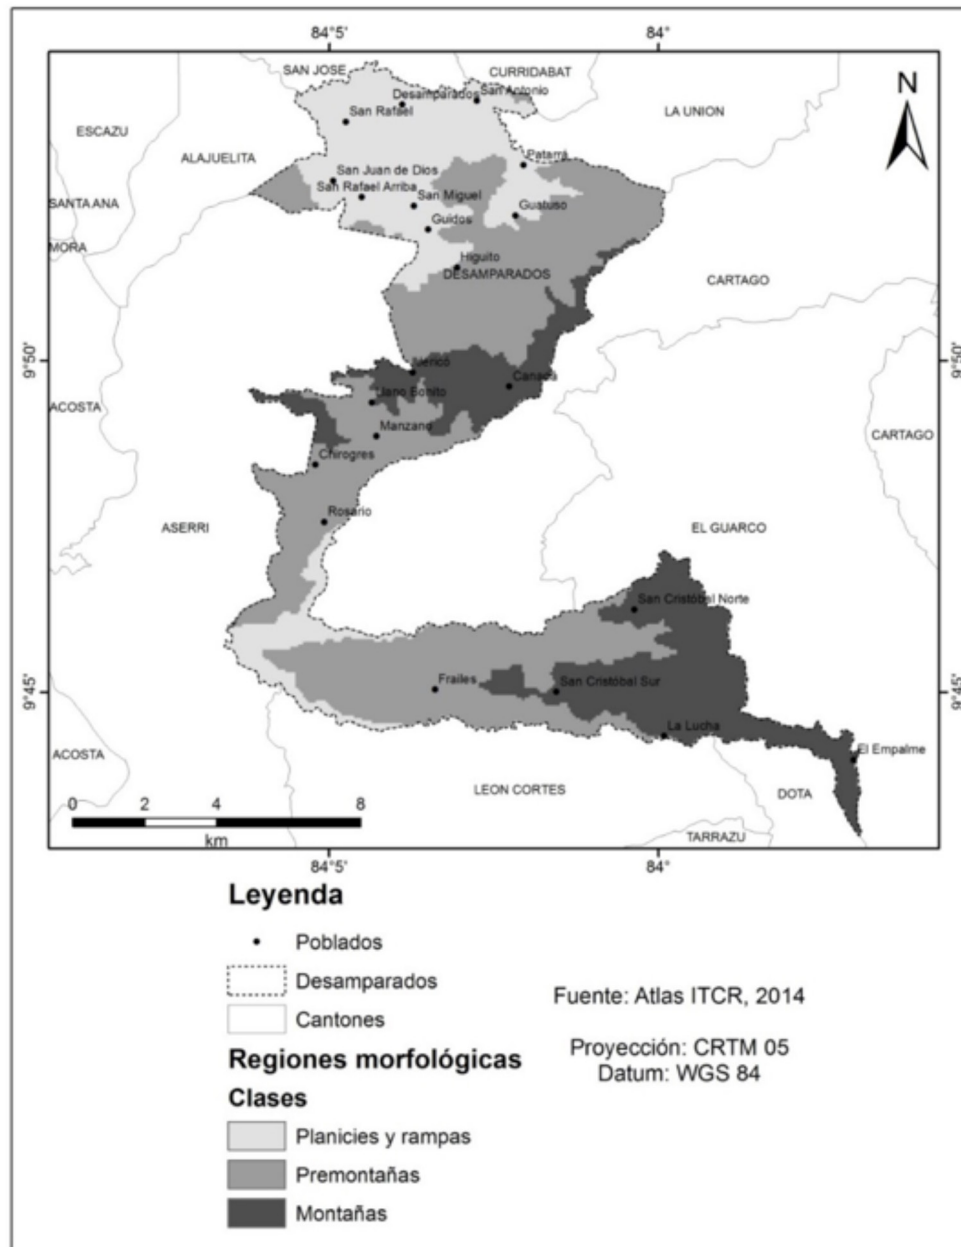 84°5'
84°
SAN JOSE
CURRIDABAT
N
Desamparados
San Antonio
San Rafael
LA UNION
ESCAZU
ALAJUELITA
Patarrá
San Juan de Dios
San Rafael Arriba
San Miguel
SANTA ANA
Gustuso
Guidos
MORA
Higuito
DESAMPARADOS
CARTAGO
9°50'
9°50'
Jerico
Canaca
Llano Bonito
ACOSTA
Manzano
CARTAGO
Chirogres
Rosario
ASERRI
EL GUARCO
San Cristóbal Norte
9°45'
9°45'
Frailes
San Cristóbal Sur
La Lucha
El Empalme
ACOSTA
LEON CORTES
DOTA
0 2 4 8
km
TARRAZU
84°5'
84°
Leyenda
Poblados
Desamparados
Cantones
Fuente: Atlas ITCR, 2014
Proyección: CRTM 05
Datum: WGS 84
Regiones morfológicas
Clases
Planicies y rampas
Premontañas
Montañas